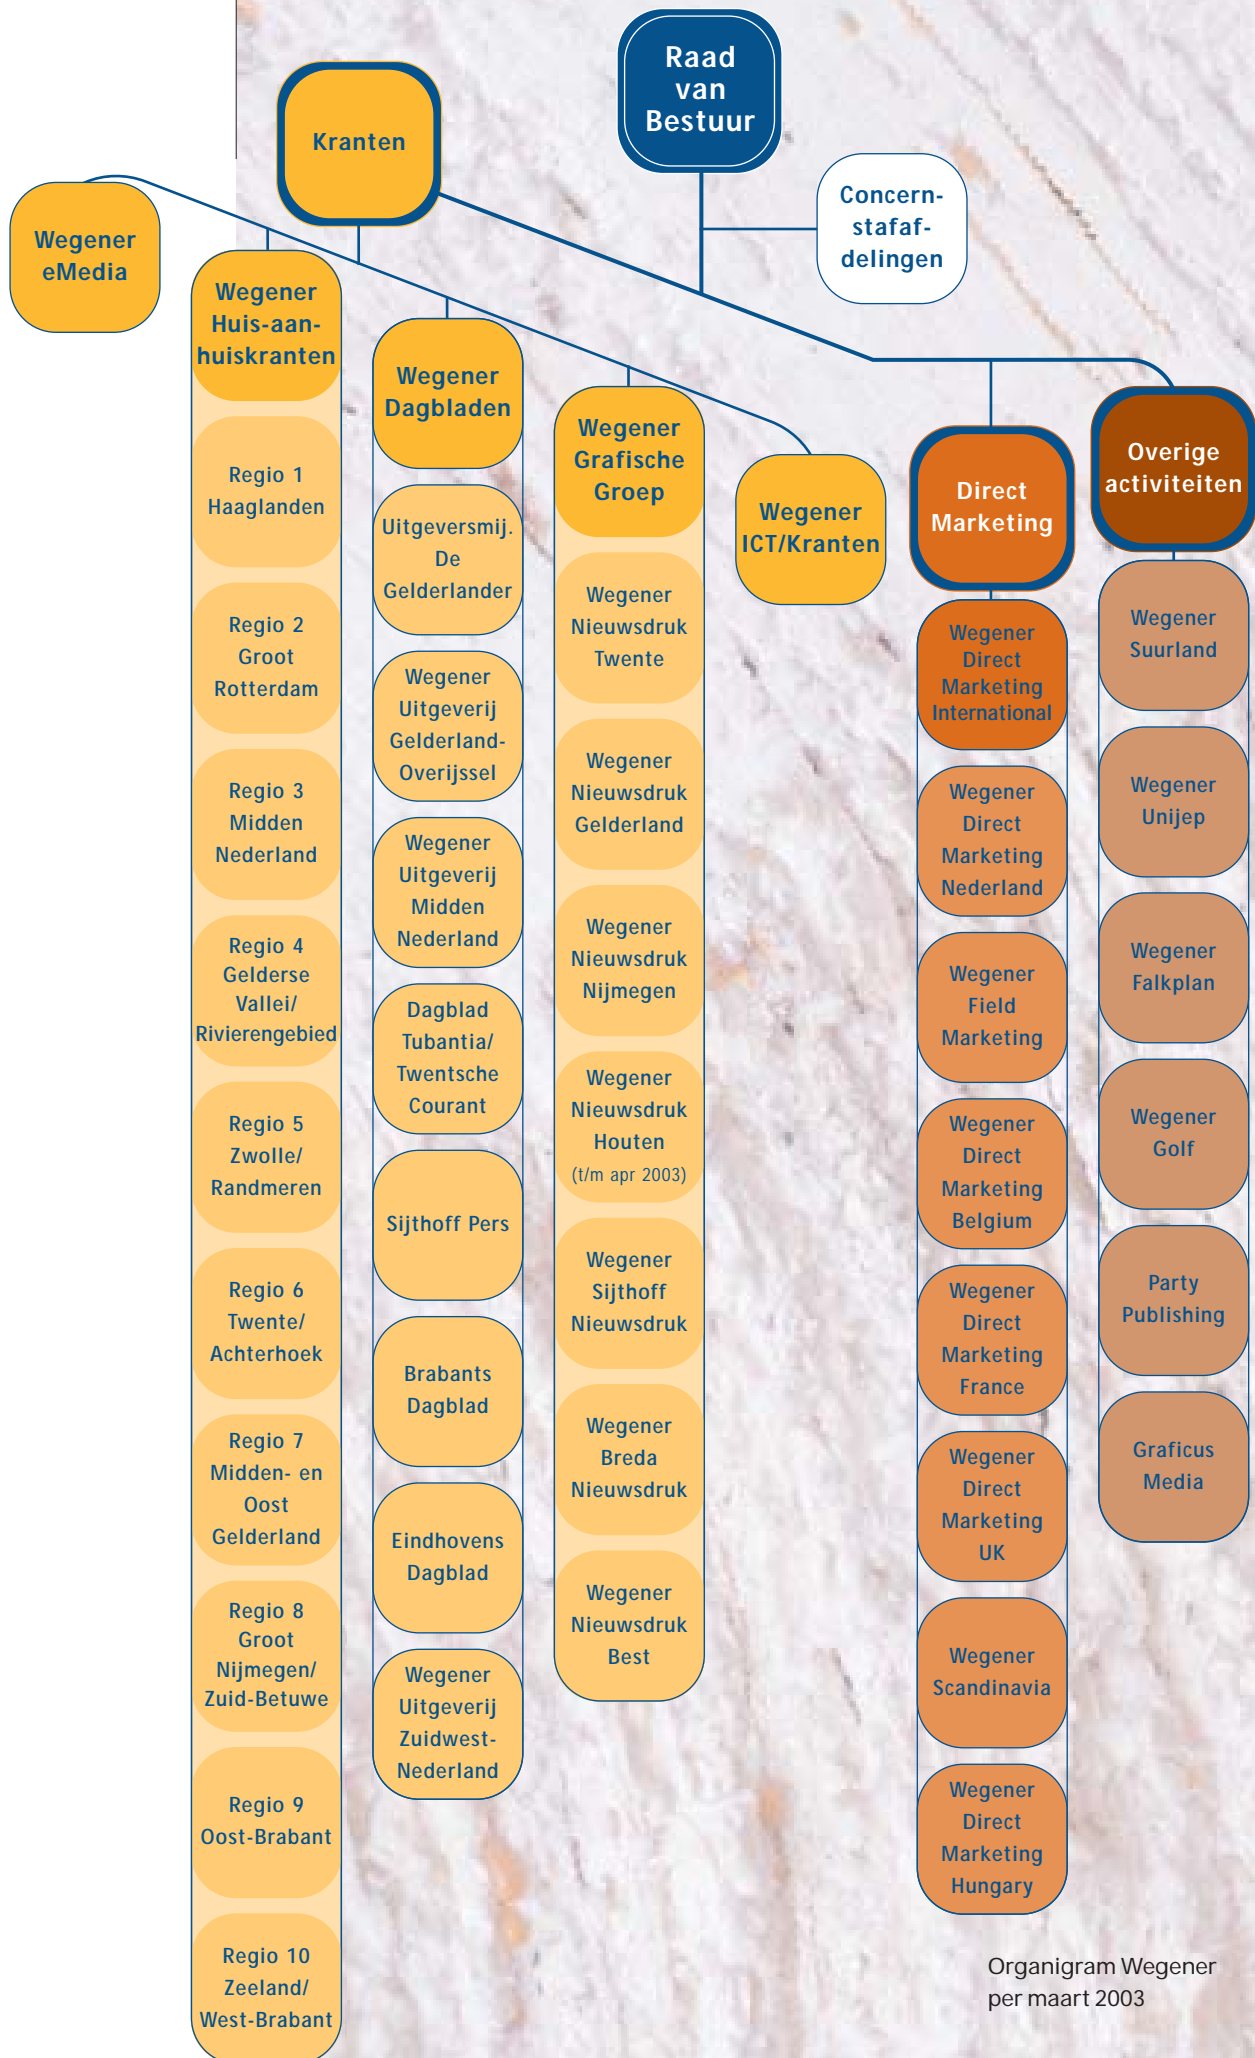 Raad
van
Bestuur
Kranten
Concern-
stafaf-
delingen
Wegener
eMedia
Wegener
Huis-aan-
huiskranten
Regio 1
Haaglanden
Regio 2
Groot
Rotterdam
Regio 3
Midden
Nederland
Regio 4
Gelderse
Vallei/
Rivierengebied
Regio 5
Zwolle/
Randmeren
Regio 6
Twente/
Achterhoek
Regio 7
Midden- en
Oost
Gelderland
Regio 8
Groot
Nijmegen/
Zuid-Betuwe
Regio 9
Oost-Brabant
Regio 10
Zeeland/
West-Brabant
Wegener
Dagbladen
Uitgeversmij.
De
Gelderlander
Wegener
Uitgeverij
Gelderland-
Overijssel
Wegener
Uitgeverij
Midden
Nederland
Dagblad
Tubantia/
Twentsche
Courant
Sijthoff Pers
Brabants
Dagblad
Eindhovens
Dagblad
Wegener
Uitgeverij
Zuidwest-
Nederland
Wegener
Grafische
Groep
Wegener
Nieuwsdruk
Twente
Wegener
Nieuwsdruk
Gelderland
Wegener
Nieuwsdruk
Nijmegen
Wegener
Nieuwsdruk
Houten
(t/m apr 2003)
Wegener
Sijthoff
Nieuwsdruk
Wegener
Breda
Nieuwsdruk
Wegener
Nieuwsdruk
Best
Wegener
ICT/Kranten
Direct
Marketing
Wegener
Direct
Marketing
International
Wegener
Direct
Marketing
Nederland
Wegener
Field
Marketing
Wegener
Direct
Marketing
Belgium
Wegener
Direct
Marketing
France
Wegener
Direct
Marketing
UK
Wegener
Scandinavia
Wegener
Direct
Marketing
Hungary
Overige
activiteiten
Wegener
Suurland
Wegener
Unijep
Wegener
Falkplan
Wegener
Golf
Party
Publishing
Graficus
Media
Organigram Wegener
per maart 2003